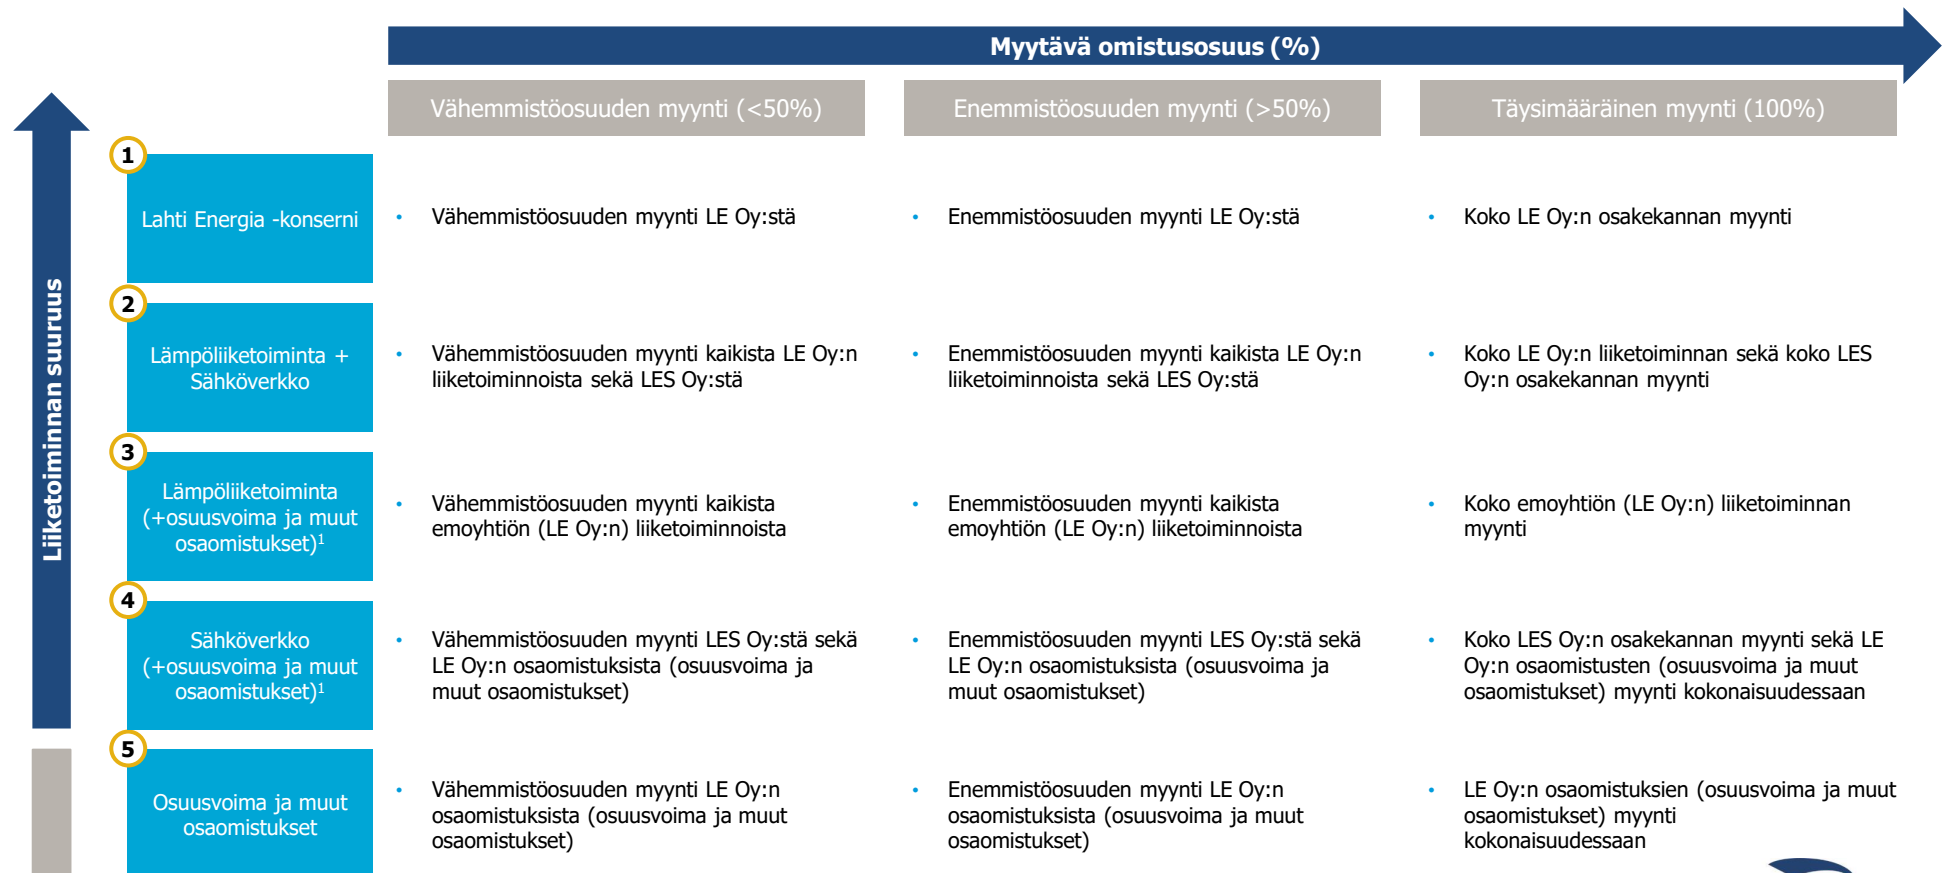 Myytävä omistusosuus (%)
Vähemmistöosuuden myynti (<50%)
Enemmistöosuuden myynti (>50%)
Täysimääräinen myynti (100%)
Liiketoiminnan suuruus
1
Lahti Energia -konserni
• Vähemmistöosuuden myynti LE Oy:stä
• Enemmistöosuuden myynti LE Oy:stä
• Koko LE Oy:n osakekannan myynti
2
Lämpöliiketoiminta +
Sähköverkko
• Vähemmistöosuuden myynti kaikista LE Oy:n
liiketoiminnoista sekä LES Oy:stä
• Enemmistöosuuden myynti kaikista LE Oy:n
liiketoiminnoista sekä LES Oy:stä
• Koko LE Oy:n liiketoiminnan sekä koko LES
Oy:n osakekannan myynti
3
Lämpöliiketoiminta
(+osuusvoima ja muut
osaomistukset)¹
• Vähemmistöosuuden myynti kaikista
emoyhtiön (LE Oy:n) liiketoiminnoista
• Enemmistöosuuden myynti kaikista
emoyhtiön (LE Oy:n) liiketoiminnoista
• Koko emoyhtiön (LE Oy:n) liiketoiminnan
myynti
4
Sähköverkko
(+osuusvoima ja muut
osaomistukset)¹
• Vähemmistöosuuden myynti LES Oy:stä sekä
LE Oy:n osaomistuksista (osuusvoima ja
muut osaomistukset)
• Enemmistöosuuden myynti LES Oy:stä sekä
LE Oy:n osaomistuksista (osuusvoima ja
muut osaomistukset)
• Koko LES Oy:n osakekannan myynti sekä LE
Oy:n osaomistusten (osuusvoima ja muut
osaomistukset) myynti kokonaisuudessaan
5
Osuusvoima ja muut
osaomistukset
• Vähemmistöosuuden myynti LE Oy:n
osaomistuksista (osuusvoima ja muut
osaomistukset)
• Enemmistöosuuden myynti LE Oy:n
osaomistuksista (osuusvoima ja muut
osaomistukset)
• LE Oy:n osaomistuksien (osuusvoima ja muut
osaomistukset) myynti
kokonaisuudessaan